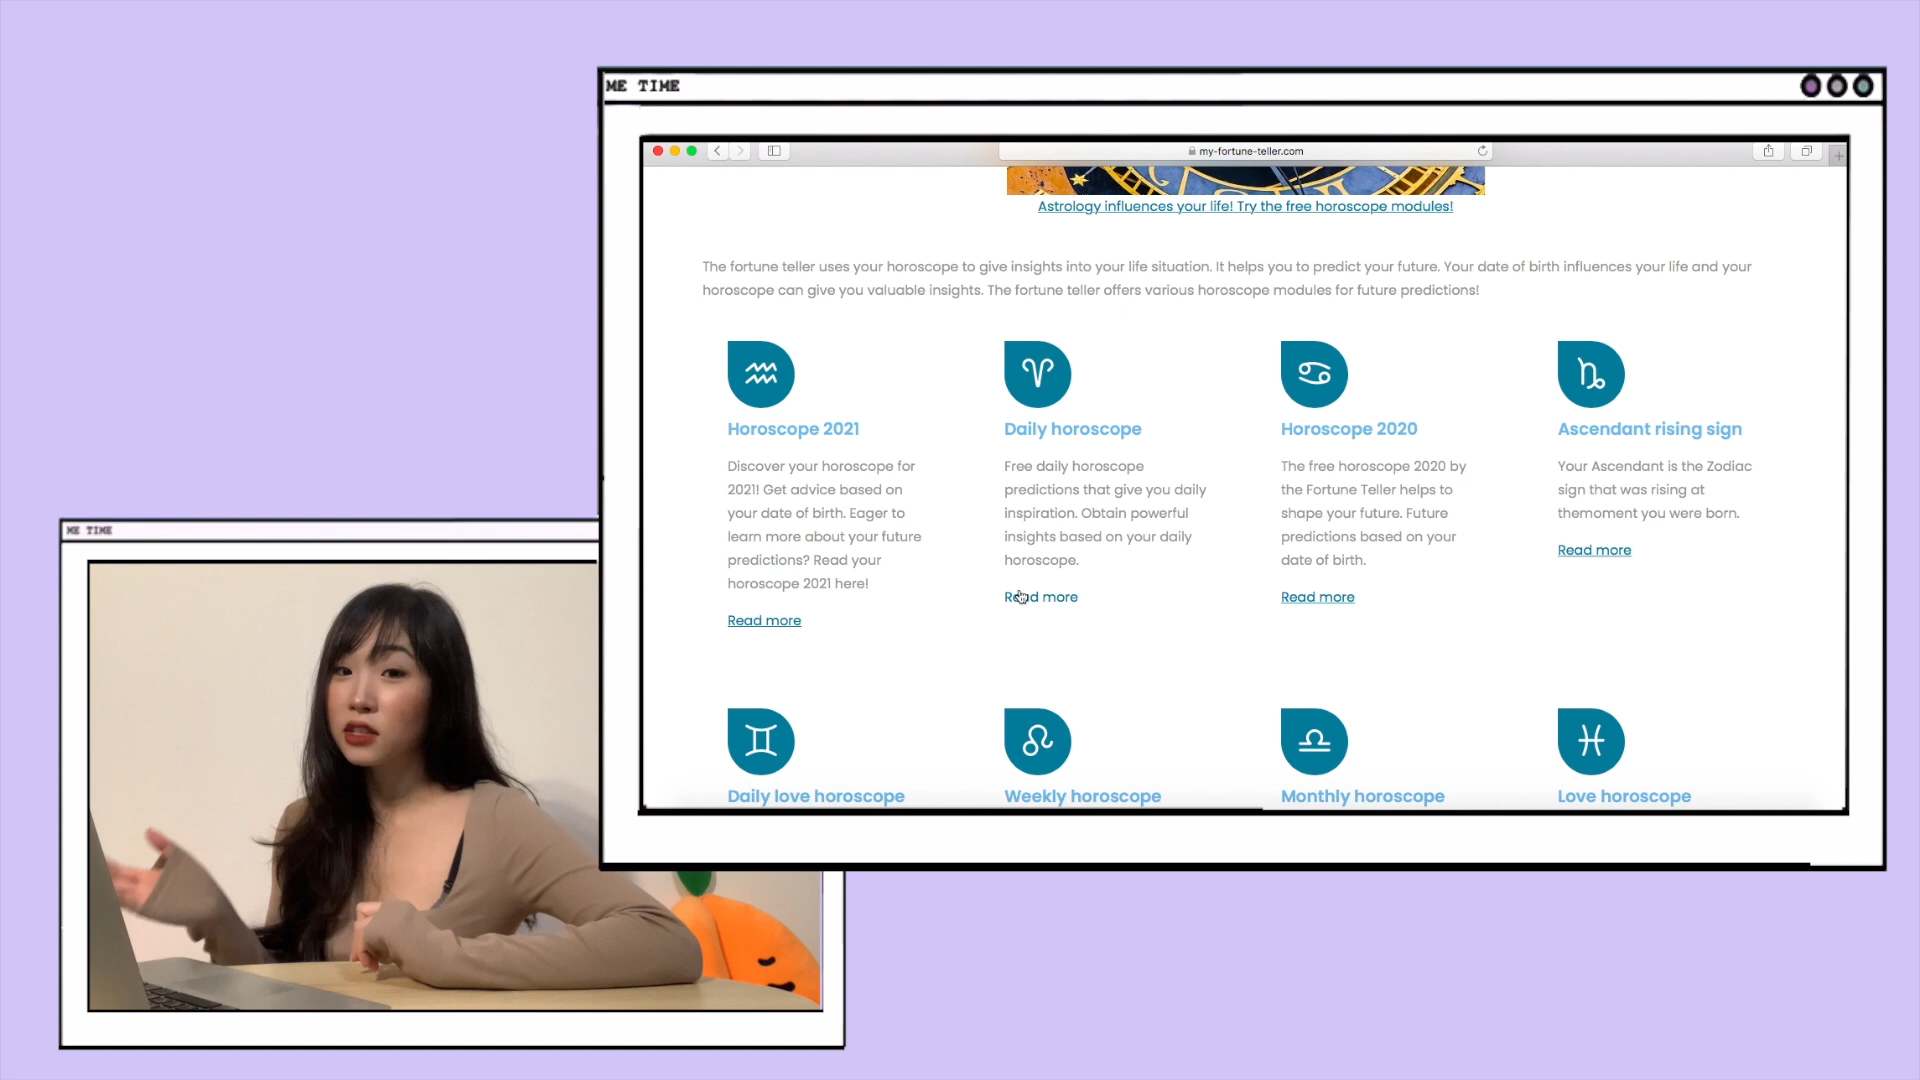 ME TIME
my-fortune-teller.com
Astrology influences your life! Try the free horoscope modules!
The fortune teller uses your horoscope to give insights into your life situation. It helps you to predict your future. Your date of birth influences your life and your
horoscope can give you valuable insights. The fortune teller offers various horoscope modules for future predictions!
Horoscope 2021
Discover your horoscope for
2021! Get advice based on
your date of birth. Eager to
learn more about your future
predictions? Read your
horoscope 2021 here!
Read more
Daily horoscope
Free daily horoscope
predictions that give you daily
inspiration. Obtain powerful
insights based on your daily
horoscope.
Read more
Horoscope 2020
The free horoscope 2020 by
the Fortune Teller helps to
shape your future. Future
predictions based on your
date of birth.
Read more
Ascendant rising sign
Your Ascendant is the Zodiac
sign that was rising at
themoment you were born.
Read more
Daily love horoscope
Weekly horoscope
Monthly horoscope
Love horoscope
ME TIME